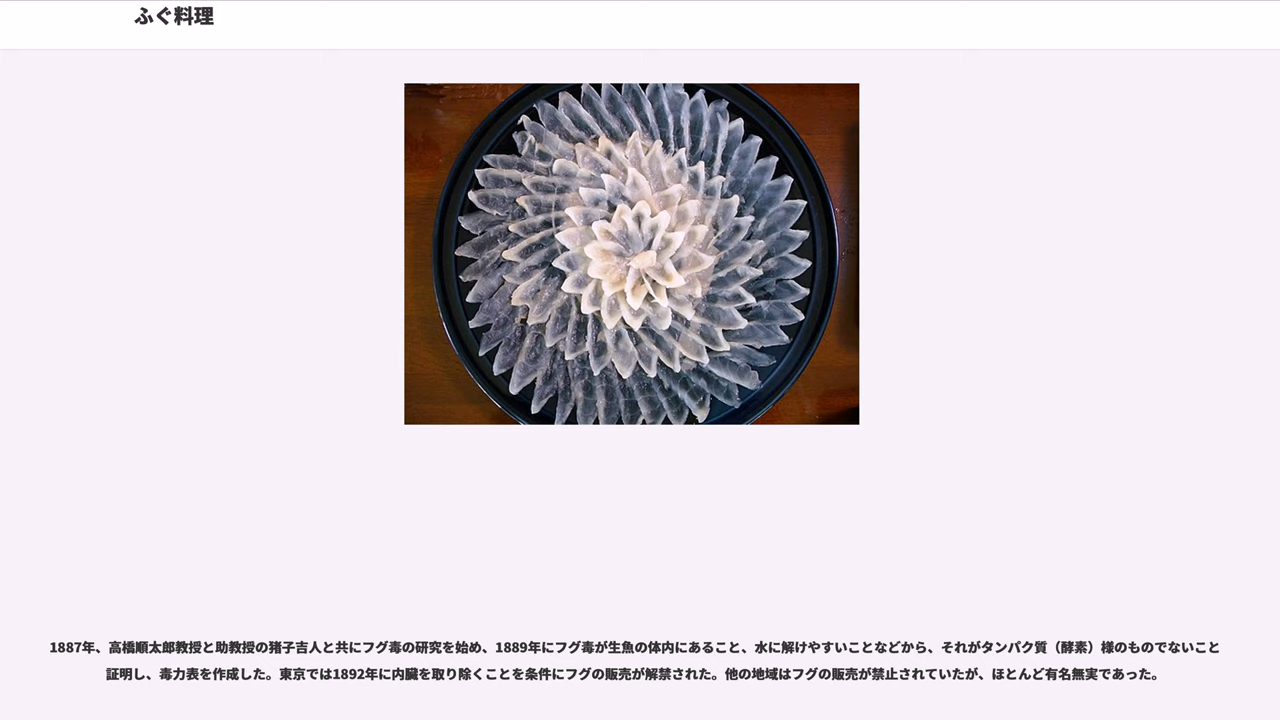 ふぐ料理
1887年、高橋順太郎教授と助教授の猪子吉人と共にフグ毒の研究を始め、1889年にフグ毒が生魚の体内にあること、水に解けやすいことなどから、それがタンパク質（酵素）様のものでないこと
証明し、毒力表を作成した。東京では1892年に内臓を取り除くことを条件にフグの販売が解禁された。他の地域はフグの販売が禁止されていたが、ほとんど有名無実であった。